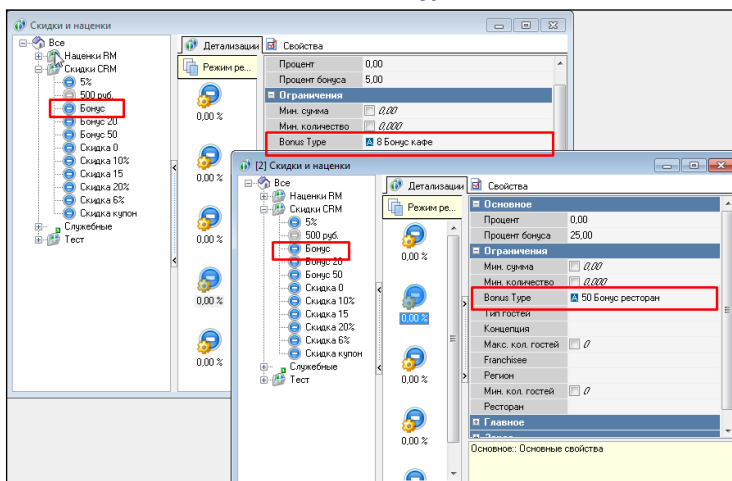 Скидки и наценки
Все
Наценки RM
Скидки CRM
5%
500 руб.
Бонус
Бонус 20
Бонус 50
Скидка 0
Скидка 10%
Скидка 15
Скидка 20%
Скидка 6%
Скидка купон
Служебные
Тест
Детализации
Свойства
Режим ре...
0,00 %
0,00 %
0,00 %
0,00 %
0,00 %
Процент 0,00
Процент бонуса 5,00
Ограничения
Мин. сумма 0,00
Мин. количество 0,000
Bonus Type 8 Бонус кафе
[2] Скидки и наценки
Все
Наценки RM
Скидки CRM
5%
500 руб.
Бонус
Бонус 20
Бонус 50
Скидка 0
Скидка 10%
Скидка 15
Скидка 20%
Скидка 6%
Скидка купон
Служебные
Тест
Детализации
Свойства
Режим ре...
0,00 %
0,00 %
0,00 %
0,00 %
Основное
Процент 0,00
Процент бонуса 25,00
Ограничения
Мин. сумма 0,00
Мин. количество 0,000
Bonus Type 50 Бонус ресторан
Тип гостей
Концепция
Макс. кол. гостей 0
Franchisee
Регион
Мин. кол. гостей 0
Ресторан
Главное
Основное:: Основные свойства